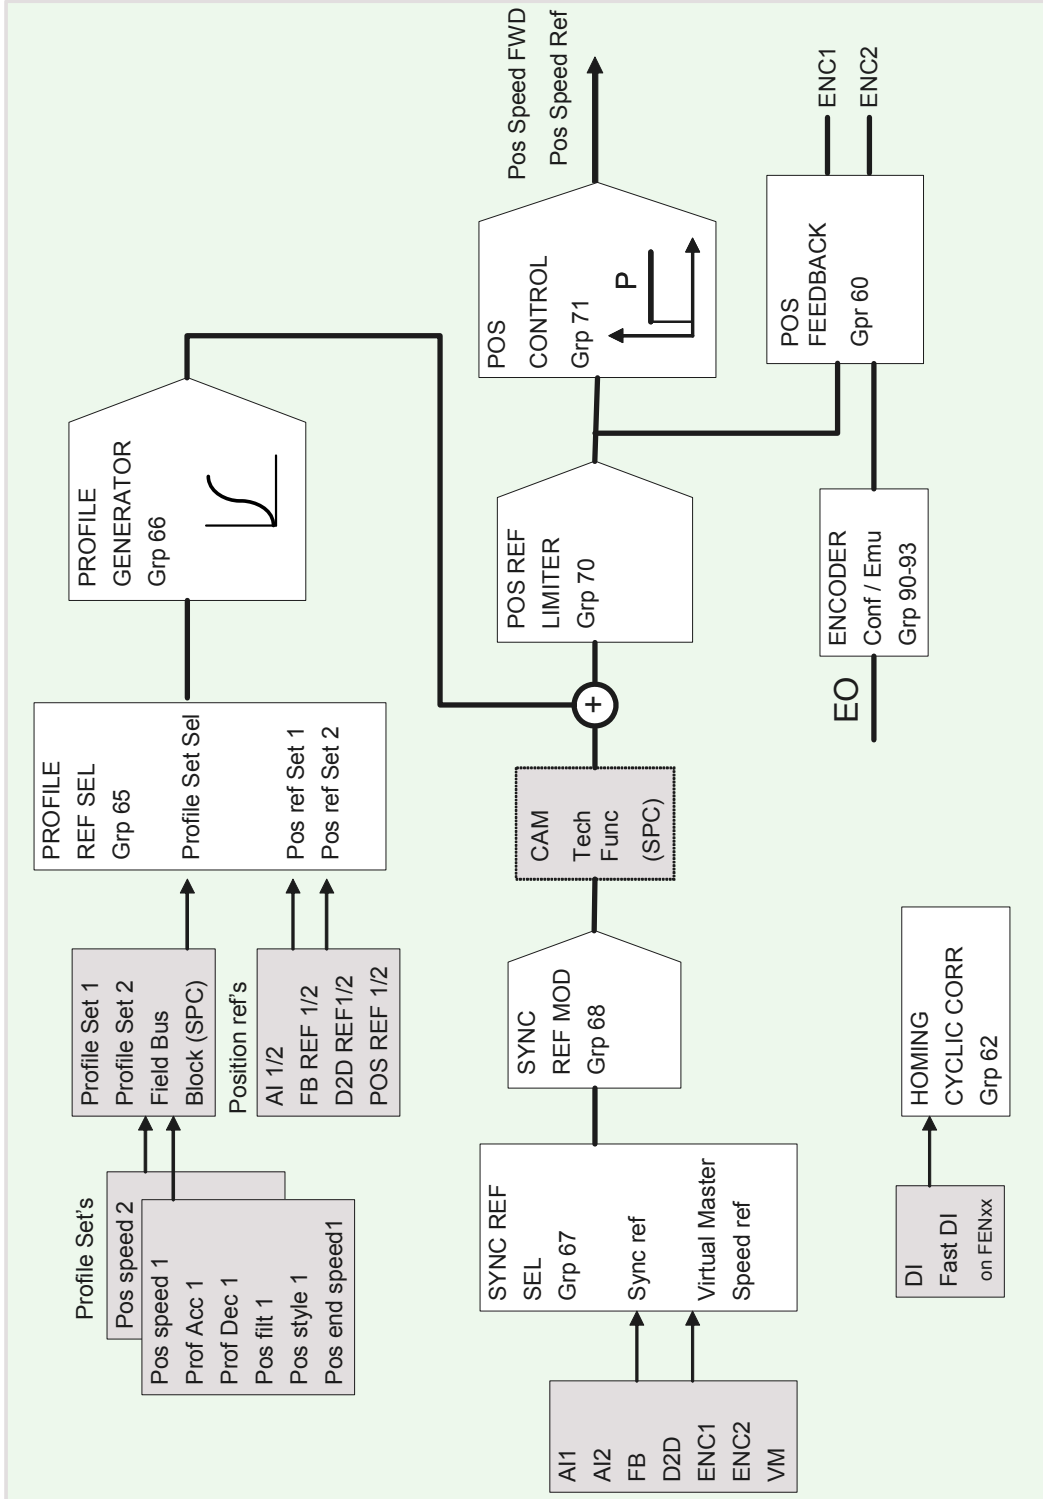 Profile Set's
Pos speed 2
Pos speed 1
Prof Acc 1
Prof Dec 1
Pos filt 1
Pos style 1
Pos end speed1
Profile Set 1
Profile Set 2
Field Bus
Block (SPC)
Position ref's
AI 1/2
FB REF 1/2
D2D REF1/2
POS REF 1/2
PROFILE
REF SEL
Grp 65
Profile Set Sel
Pos ref Set 1
Pos ref Set 2
PROFILE
GENERATOR
Grp 66
AI1
AI2
FB
D2D
ENC1
ENC2
VM
SYNC REF
SEL
Grp 67
Sync ref
Virtual Master
Speed ref
SYNC
REF MOD
Grp 68
CAM
Tech
Func
(SPC)
+
POS REF
LIMITER
Grp 70
POS
CONTROL
Grp 71
P
Pos Speed FWD
Pos Speed Ref
DI
Fast DI
on FENxx
HOMING
CYCLIC CORR
Grp 62
EO
ENCODER
Conf / Emu
Grp 90-93
POS
FEEDBACK
Gpr 60
ENC1
ENC2